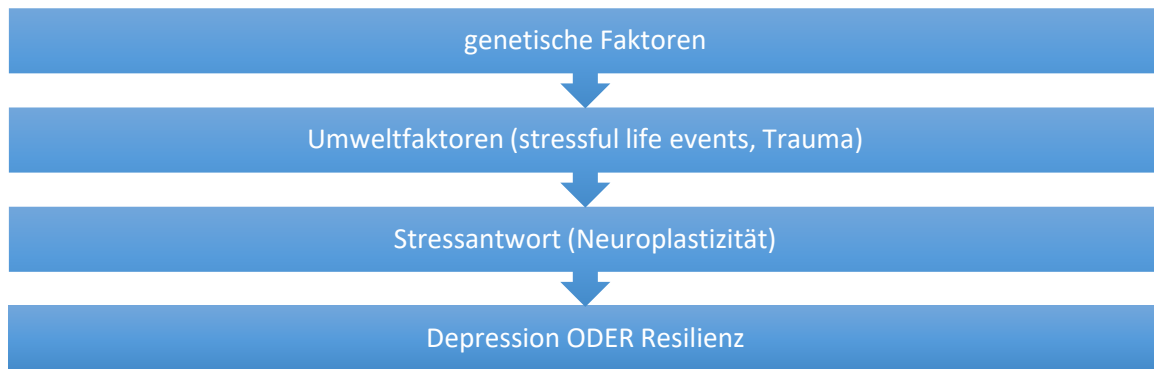 genetische Faktoren
Umweltfaktoren (stressful life events, Trauma)
Stressantwort (Neuroplastizität)
Depression ODER Resilienz